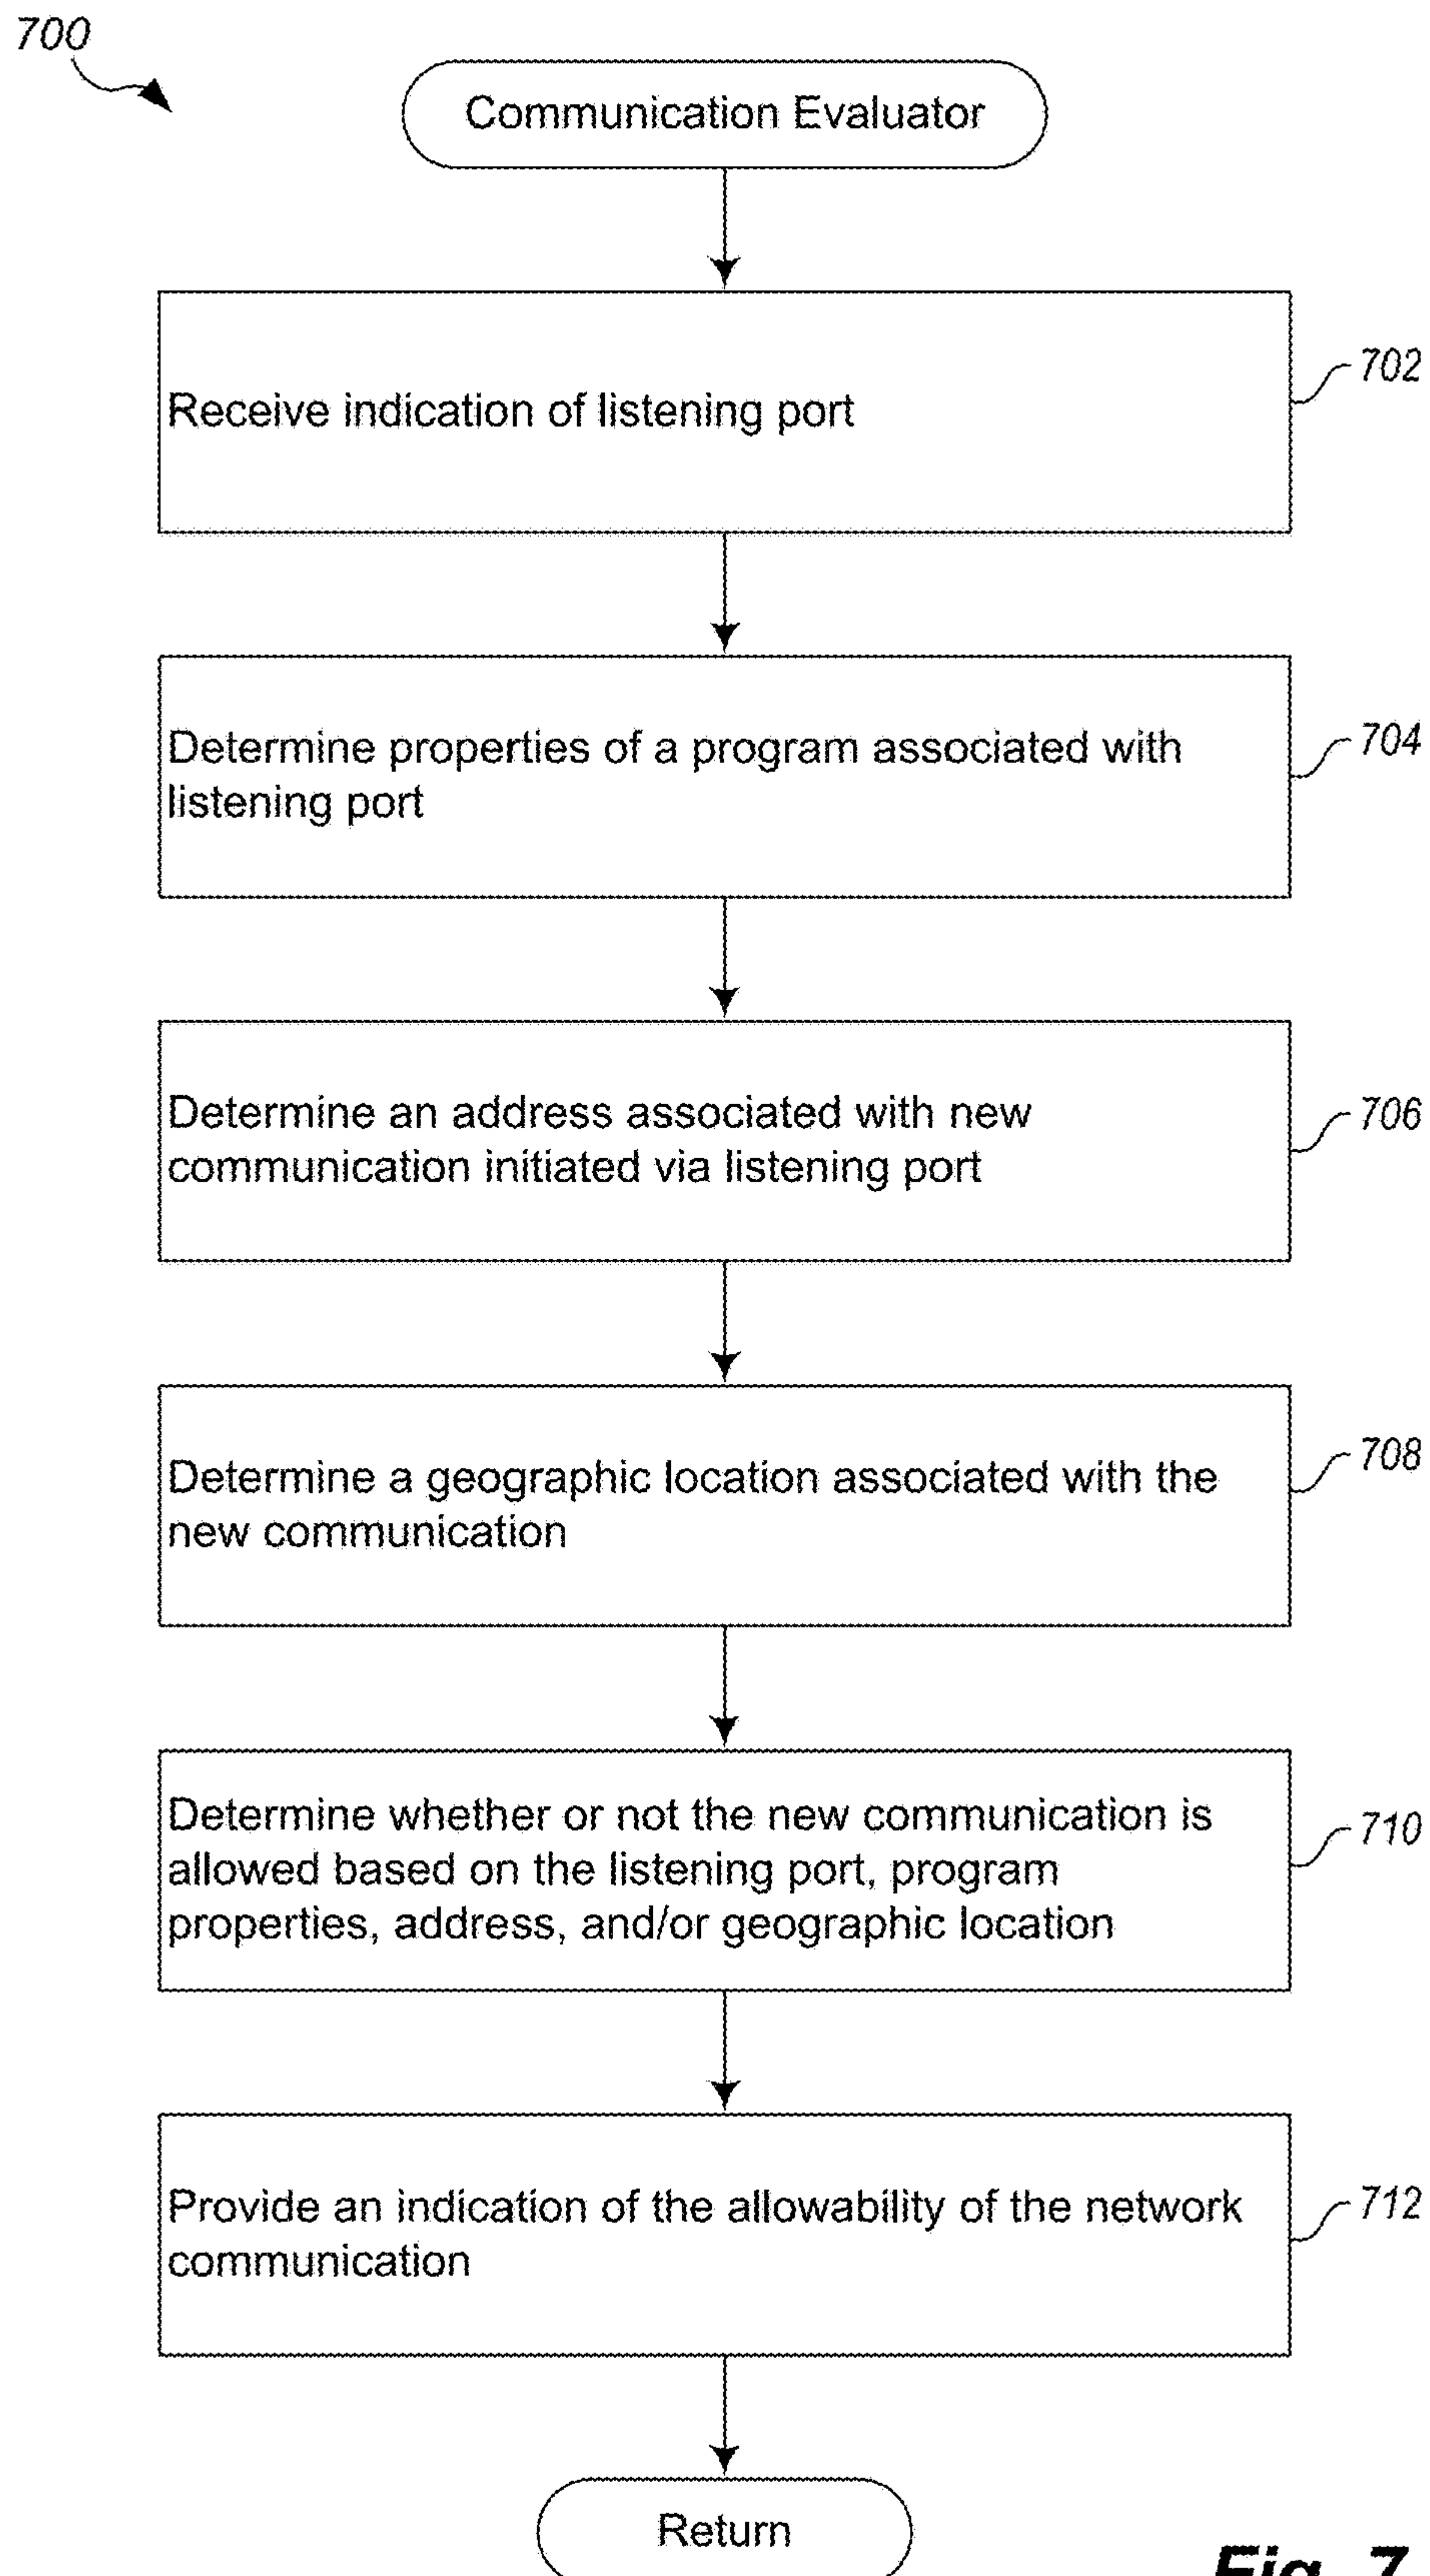 700
Communication Evaluator
Receive indication of listening port
702
Determine properties of a program associated with
listening port
704
Determine an address associated with new
communication initiated via listening port
706
Determine a geographic location associated with the
new communication
708
Determine whether or not the new communication is
allowed based on the listening port, program
properties, address, and/or geographic location
710
Provide an indication of the allowability of the network
communication
712
Return
Fig. 7